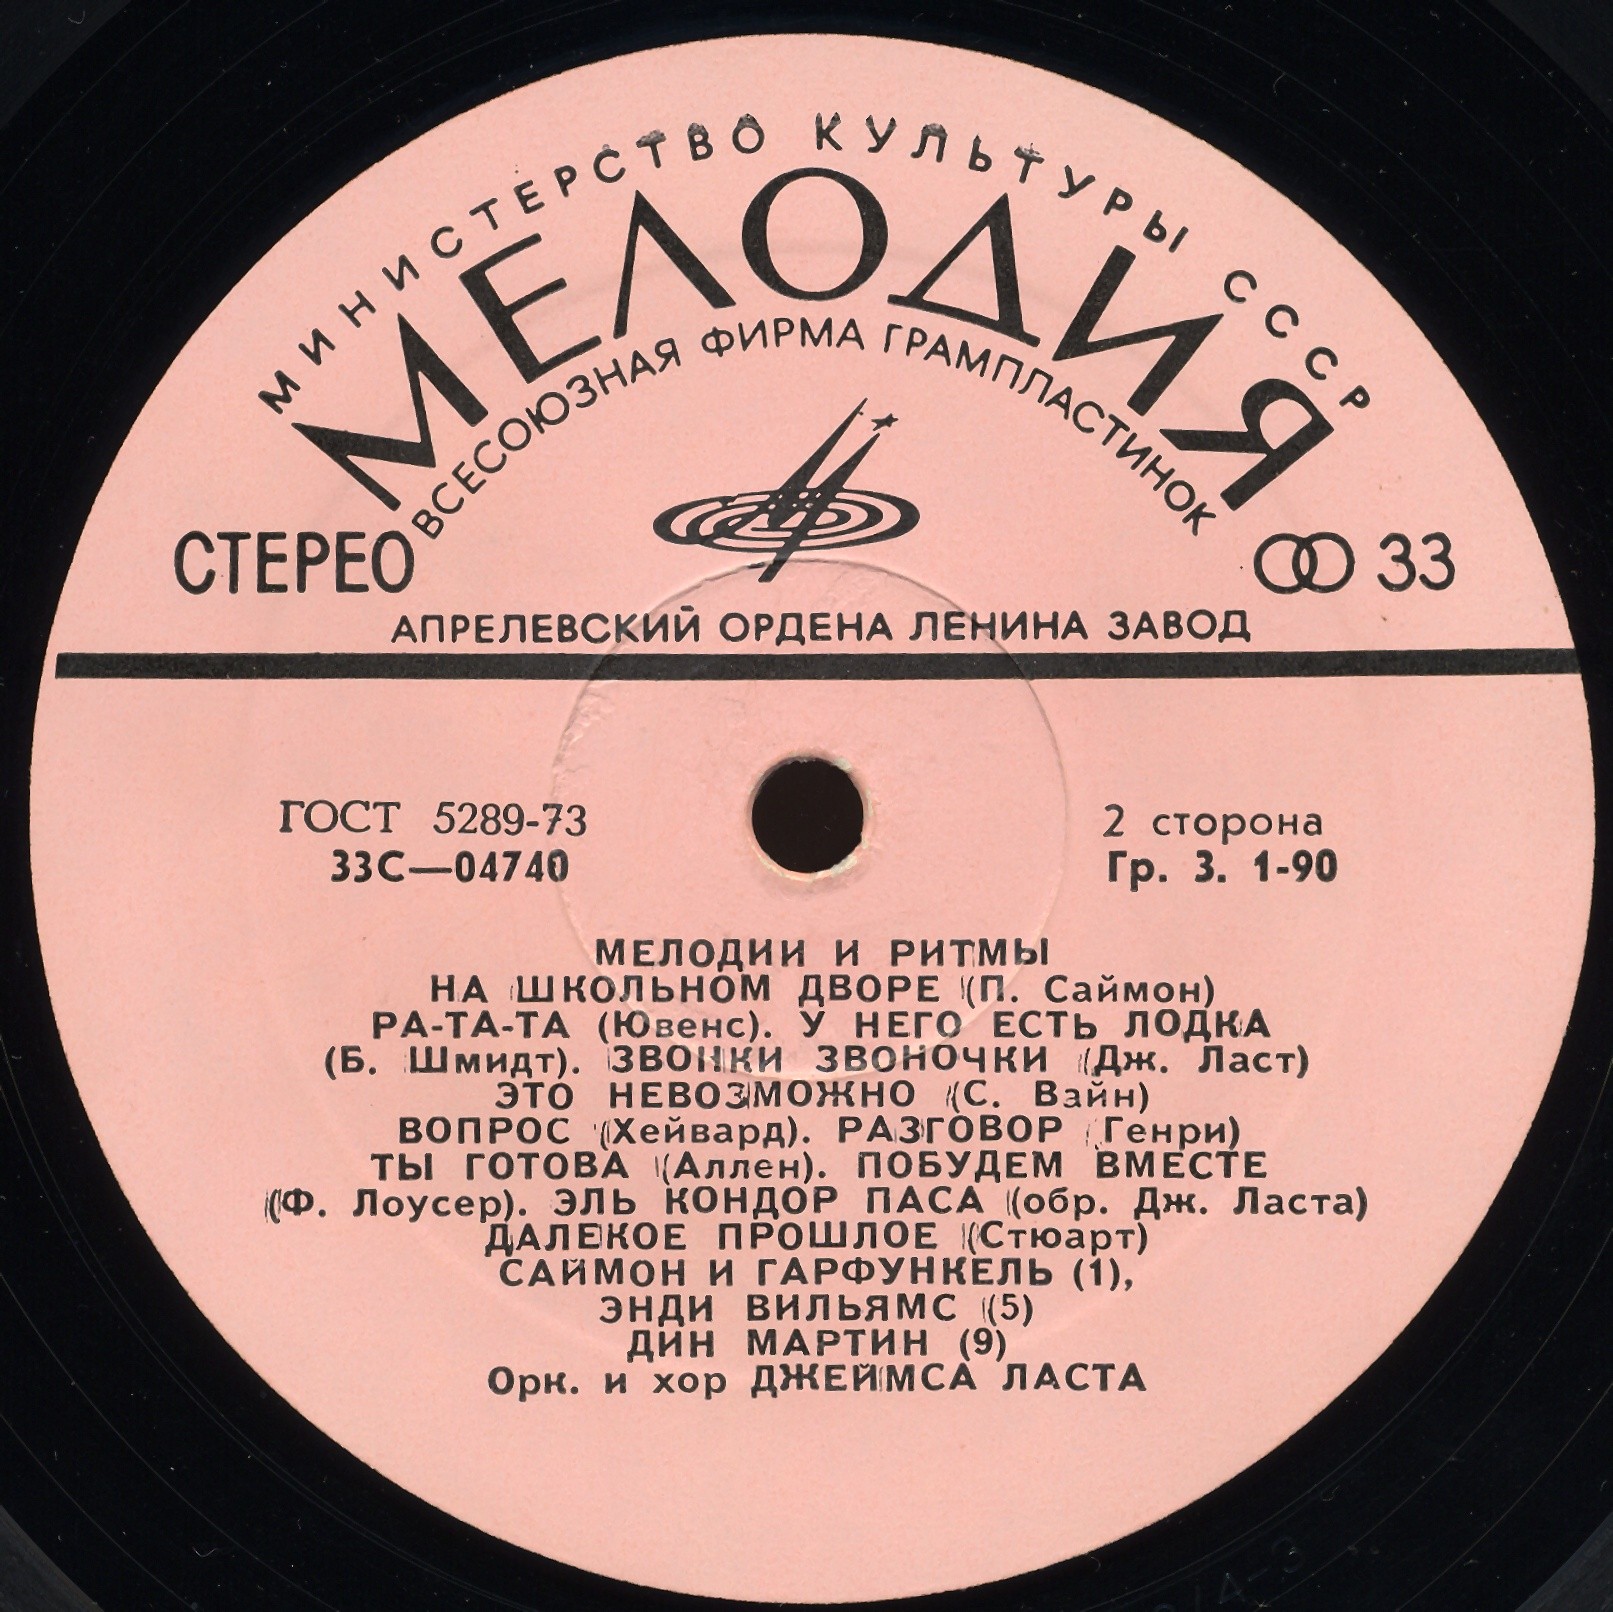 МИНИСТЕРСТВО КУЛЬТУРЫ СССР
МЕЛОДИЯ
ВСЕСОЮЗНАЯ ФИРМА ГРАМПЛАСТИНОК
СТЕРЕО
33
АПРЕЛЕВСКИЙ ОРДЕНА ЛЕНИНА ЗАВОД
ГОСТ 5289-73
33С—04740
2 сторона
Гр. 3. 1-90
МЕЛОДИИ И РИТМЫ
НА ШКОЛЬНОМ ДВОРЕ (П. Саймон)
РА-ТА-ТА (Ювенс). У НЕГО ЕСТЬ ЛОДКА
(Б. Шмидт). ЗВОНКИ ЗВОНОЧКИ (Дж. Ласт)
ЭТО НЕВОЗМОЖНО (С. Вайн)
ВОПРОС (Хейвард). РАЗГОВОР (Генри)
ТЫ ГОТОВА (Аллен). ПОБУДЕМ ВМЕСТЕ
(Ф. Лоусер). ЭЛЬ КОНДОР ПАСА (обр. Дж. Ласта)
ДАЛЕКОЕ ПРОШЛОЕ (Стюарт)
САЙМОН И ГАРФУНКЕЛЬ (1),
ЭНДИ ВИЛЬЯМС (5)
ДИН МАРТИН (9)
Орк. и хор ДЖЕЙМСА ЛАСТА